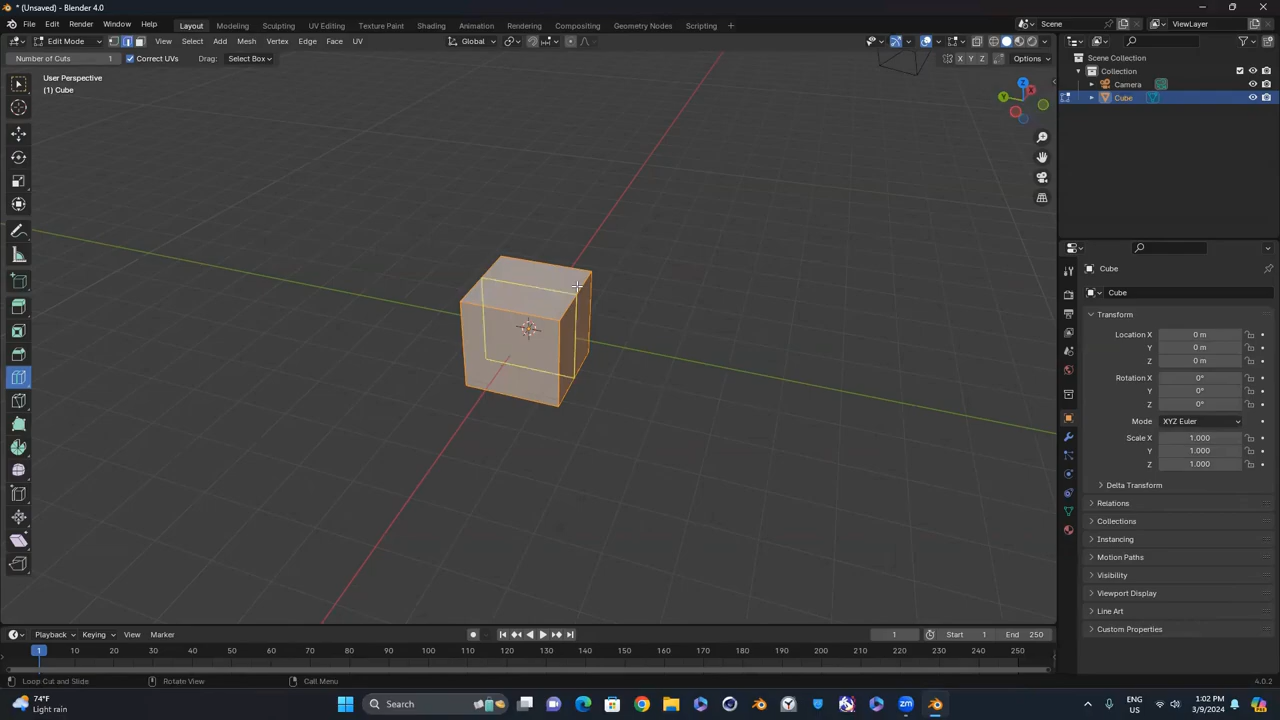 * (Unsaved) - Blender 4.0
File Edit Render Window Help Layout Modeling Sculpting UV Editing Texture Paint Shading Animation Rendering Compositing Geometry Nodes Scripting + Scene ViewLayer
Edit Mode View Select Add Mesh Vertex Edge Face UV Global
Number of Cuts 1 Correct UVs Drag: Select Box X Y Z Options
User Perspective
(1) Cube
Scene Collection
Collection
Camera
Cube
Z
X
Y
Cube
Cube
Transform
Location X 0 m
Y 0 m
Z 0 m
Rotation X 0°
Y 0°
Z 0°
Mode XYZ Euler
Scale X 1.000
Y 1.000
Z 1.000
Delta Transform
Relations
Collections
Instancing
Motion Paths
Visibility
Viewport Display
Line Art
Custom Properties
Playback Keying View Marker 1 Start 1 End 250
1 10 20 30 40 50 60 70 80 90 100 110 120 130 140 150 160 170 180 190 200 210 220 230 240 250
Loop Cut and Slide Rotate View Call Menu 4.0.2
74°F
Light rain
Search
zm
ENG
US
1:02 PM
3/9/2024